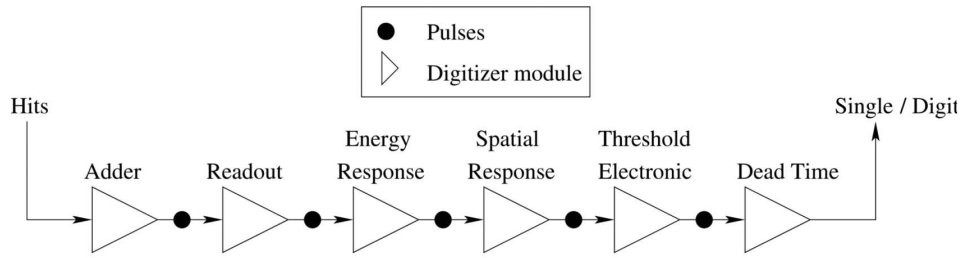 Pulses
Digitizer module
Hits
Single / Digit
Energy
Spatial
Threshold
Adder
Readout
Response
Response
Electronic
Dead Time